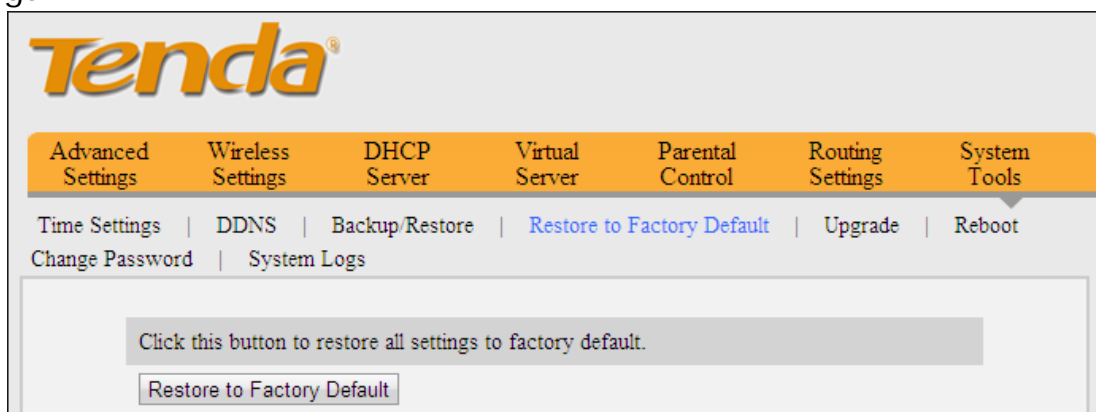 Tenda®
Advanced Settings Wireless Settings DHCP Server Virtual Server Parental Control Routing Settings System Tools
Time Settings | DDNS | Backup/Restore | Restore to Factory Default | Upgrade | Reboot
Change Password | System Logs
Click this button to restore all settings to factory default.
Restore to Factory Default